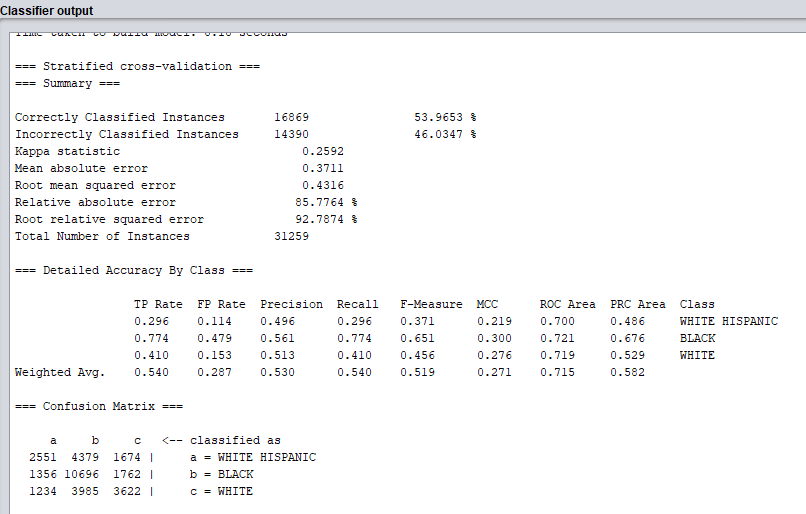 Classifier output
Time taken to build model: 0.16 seconds
=== Stratified cross-validation ===
=== Summary ===
Correctly Classified Instances 16869 53.9653 %
Incorrectly Classified Instances 14390 46.0347 %
Kappa statistic 0.2592
Mean absolute error 0.3711
Root mean squared error 0.4316
Relative absolute error 85.7764 %
Root relative squared error 92.7874 %
Total Number of Instances 31259
=== Detailed Accuracy By Class ===
TP Rate FP Rate Precision Recall F-Measure MCC ROC Area PRC Area Class
0.296 0.114 0.496 0.296 0.371 0.219 0.700 0.486 WHITE HISPANIC
0.774 0.479 0.561 0.774 0.651 0.300 0.721 0.676 BLACK
0.410 0.153 0.513 0.410 0.456 0.276 0.719 0.529 WHITE
Weighted Avg. 0.540 0.287 0.530 0.540 0.519 0.271 0.715 0.582
=== Confusion Matrix ===
a b c <-- classified as
2551 4379 1674 | a = WHITE HISPANIC
1356 10696 1762 | b = BLACK
1234 3985 3622 | c = WHITE